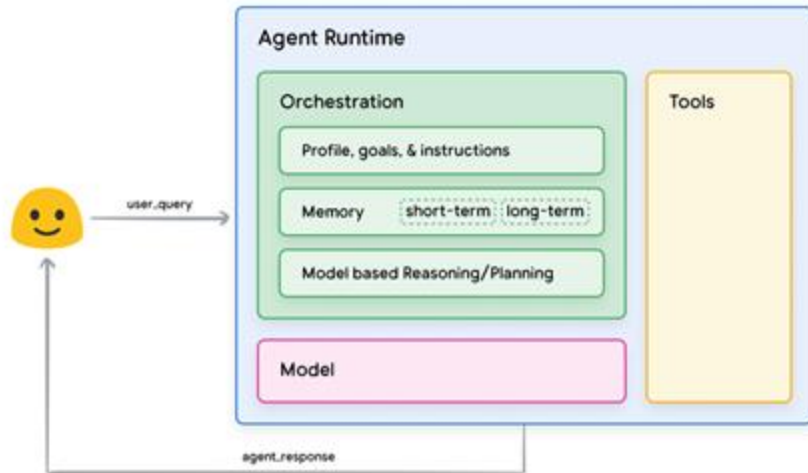 Agent Runtime
Orchestration
Tools
Profile, goals, & instructions
user_query
Memory short-term long-term
Model based Reasoning/Planning
Model
agent_response